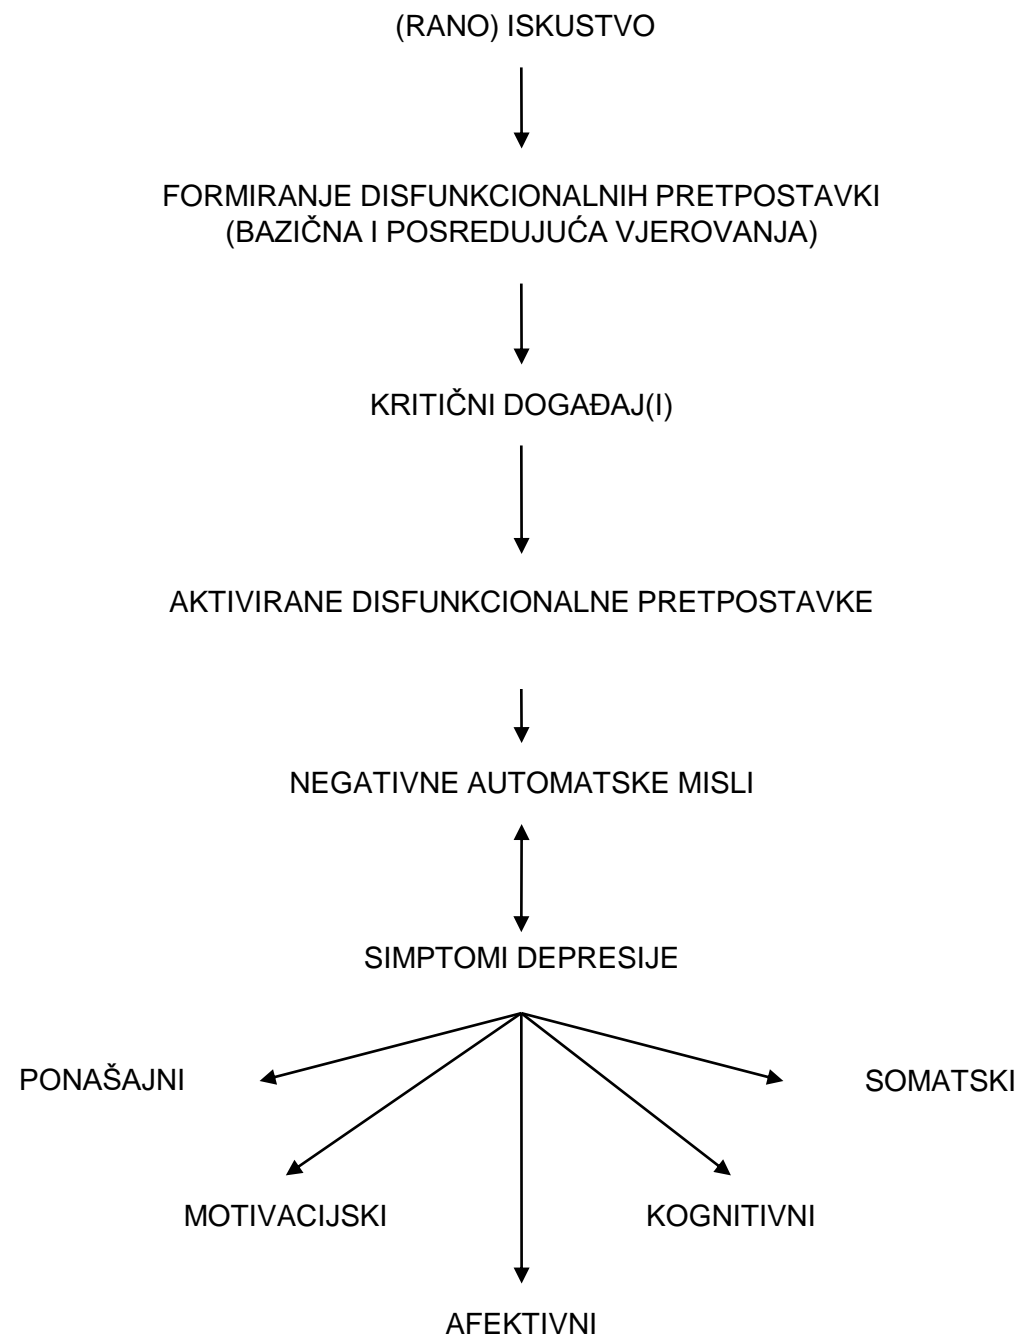 (RANO) ISKUSTVO
FORMIRANJE DISFUNKCIONALNIH PRETPOSTAVKI
(BAZIČNA I POSREDUJUĆA VJEROVANJA)
KRITIČNI DOGAĐAJ(I)
AKTIVIRANE DISFUNKCIONALNE PRETPOSTAVKE
NEGATIVNE AUTOMATSKE MISLI
SIMPTOMI DEPRESIJE
PONAŠAJNI
SOMATSKI
MOTIVACIJSKI
KOGNITIVNI
AFEKTIVNI